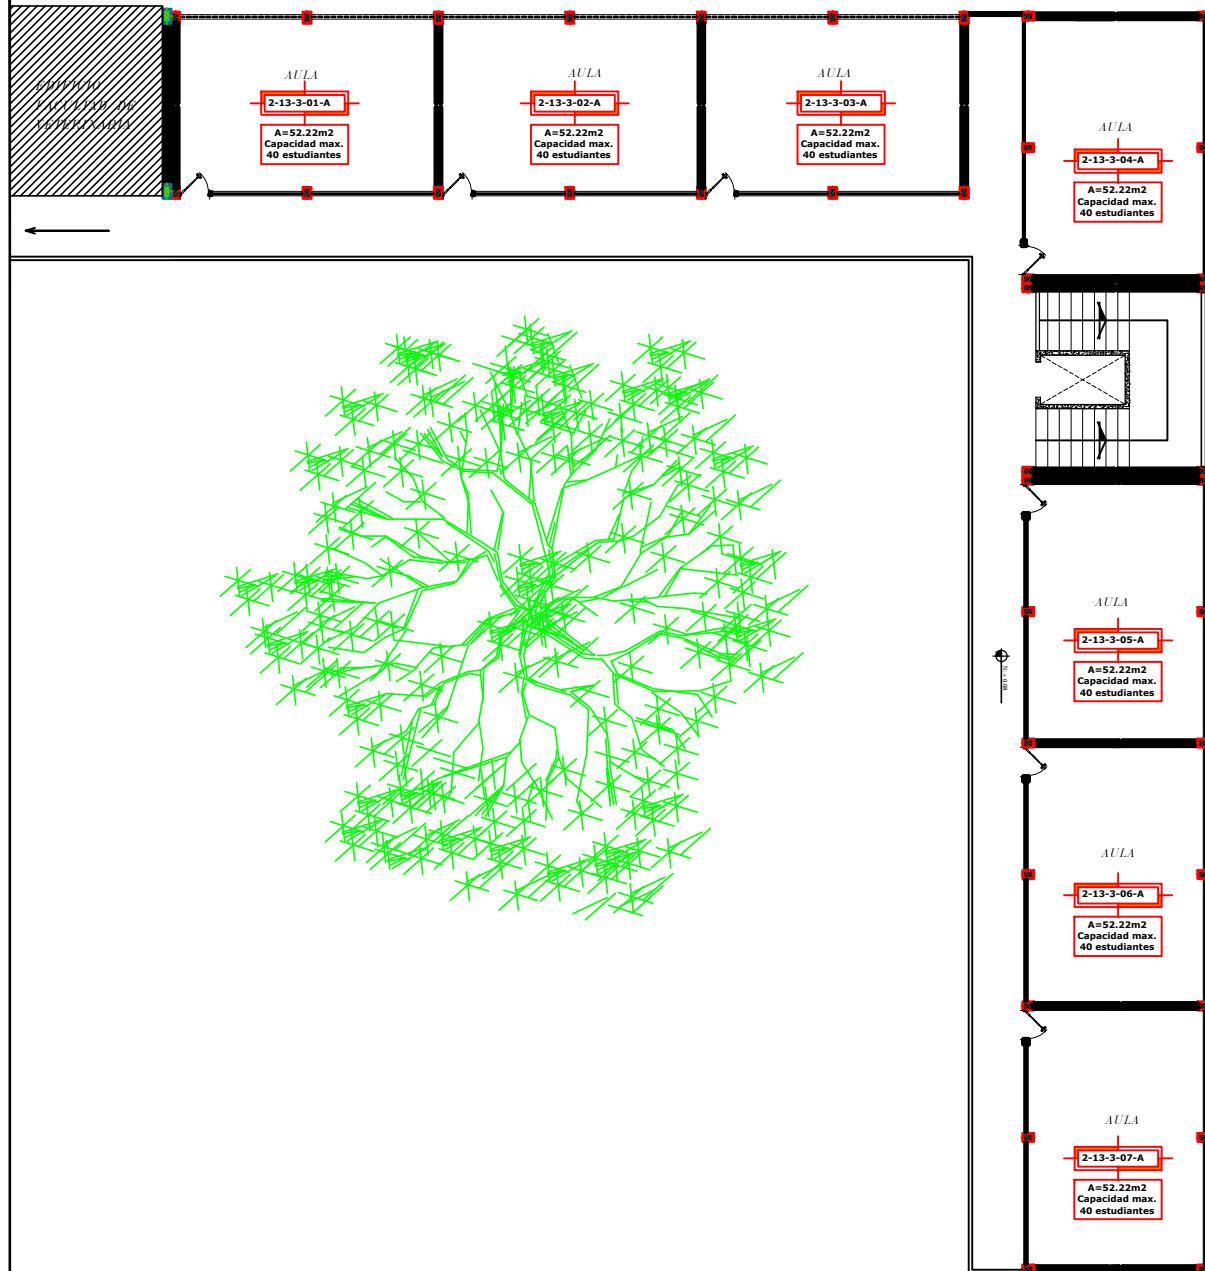 EDIFICIO
FACULTAD DE
VETERINARIA
AULA
2-13-3-01-A
A=52.22m2
Capacidad max.
40 estudiantes
AULA
2-13-3-02-A
A=52.22m2
Capacidad max.
40 estudiantes
AULA
2-13-3-03-A
A=52.22m2
Capacidad max.
40 estudiantes
AULA
2-13-3-04-A
A=52.22m2
Capacidad max.
40 estudiantes
AULA
2-13-3-05-A
A=52.22m2
Capacidad max.
40 estudiantes
AULA
2-13-3-06-A
A=52.22m2
Capacidad max.
40 estudiantes
AULA
2-13-3-07-A
A=52.22m2
Capacidad max.
40 estudiantes